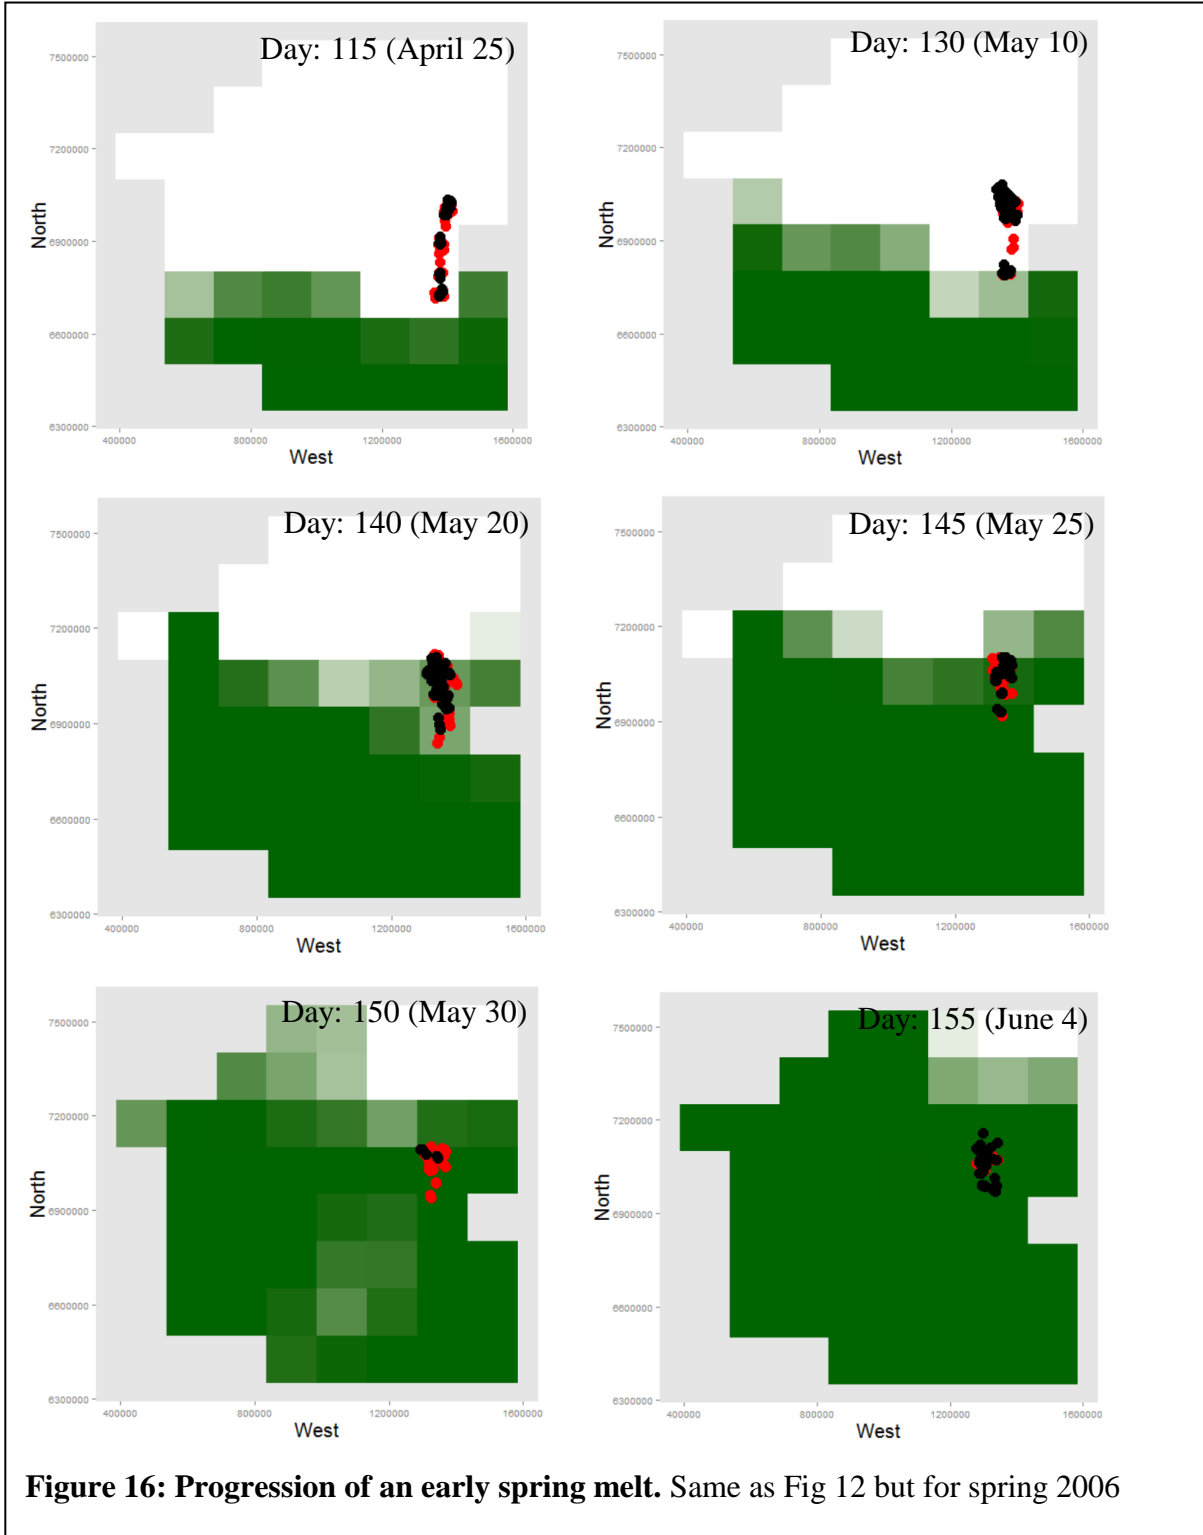 Day: 115 (April 25)
7500000
7200000
6900000
6600000
6300000
North
400000 800000 1200000 1600000
West
Day: 130 (May 10)
7500000
7200000
6900000
6600000
6300000
North
400000 800000 1200000 1600000
West
Day: 140 (May 20)
7500000
7200000
6900000
6600000
6300000
North
400000 800000 1200000 1600000
West
Day: 145 (May 25)
7500000
7200000
6900000
6600000
6300000
North
400000 800000 1200000 1600000
West
Day: 150 (May 30)
7500000
7200000
6900000
6600000
6300000
North
400000 800000 1200000 1600000
West
Day: 155 (June 4)
7500000
7200000
6900000
6600000
6300000
North
400000 800000 1200000 1600000
West
Figure 16: Progression of an early spring melt. Same as Fig 12 but for spring 2006